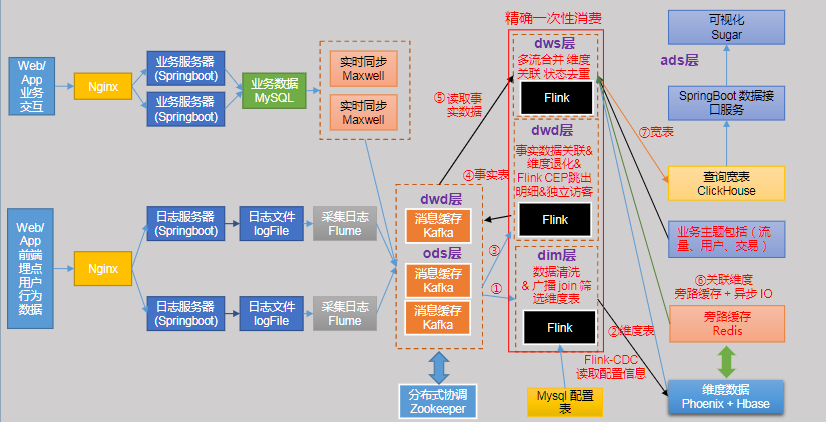 精确一次性消费
Web/
App
业务
交互
Nginx
业务服务器
(Springboot)
业务服务器
(Springboot)
业务数据
MySQL
实时同步
Maxwell
实时同步
Maxwell
⑤读取事
实数据
dws层
多流合并 维度
关联 状态去重
Flink
dwd层
事实数据关联&
维度退化&
Flink CEP跳出
明细&独立访客
Flink
dim层
数据清洗
& 广播 join 筛
选维度表
Flink
④事实表
dwd层
消息缓存
Kafka
ods层
消息缓存
Kafka
消息缓存
Kafka
③
①
分布式协调
Zookeeper
Web/
App
前端
埋点
用户
行为
数据
Nginx
日志服务器
(Springboot)
日志文件
logFile
采集日志
Flume
日志服务器
(Springboot)
日志文件
logFile
采集日志
Flume
②维度表
Flink-CDC
读取配置信息
Mysql 配置
表
可视化
Sugar
ads层
SpringBoot 数据接
口服务
⑦宽表
查询宽表
ClickHouse
业务主题包括（流
量、用户、交易）
⑥关联维度
旁路缓存 + 异步 IO
旁路缓存
Redis
维度数据
Phoenix + Hbase